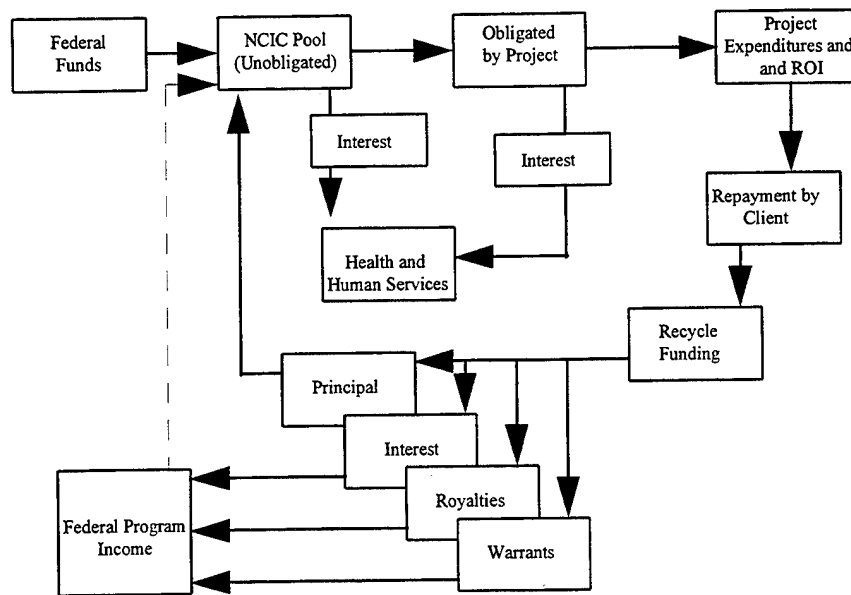 Federal
Funds
NCIC Pool
(Unobligated)
Obligated
by Project
Project
Expenditures and
and ROI
Interest
Interest
Repayment by
Client
Health and
Human Services
Recycle
Funding
Principal
Interest
Royalties
Warrants
Federal Program
Income